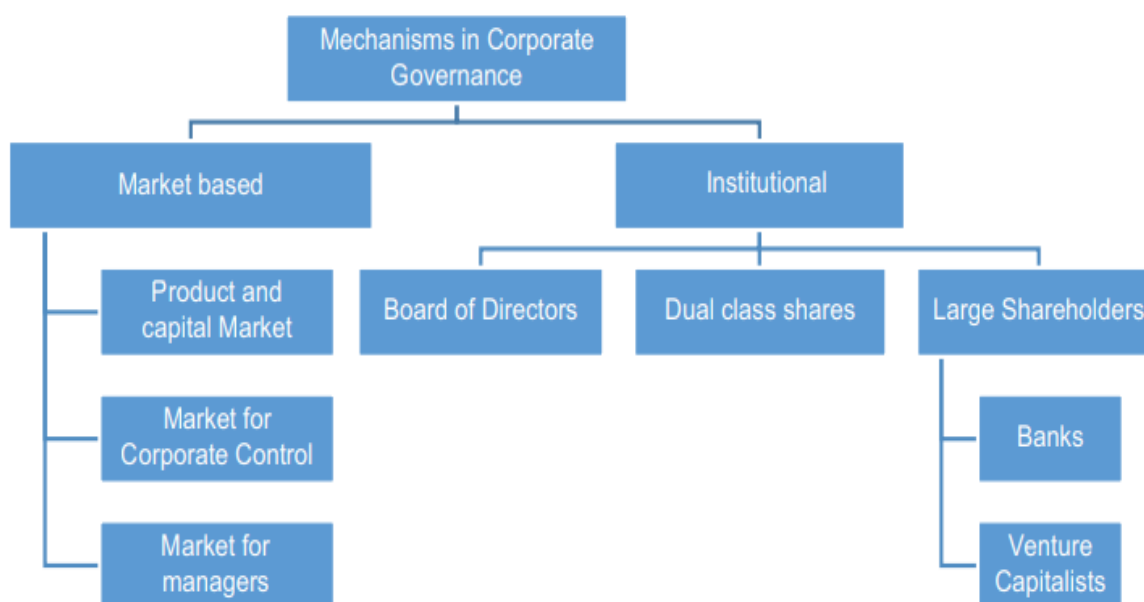 Mechanisms in Corporate
Governance
Market based
Institutional
Product and
capital Market
Board of Directors
Dual class shares
Large Shareholders
Market for
Corporate Control
Banks
Market for
managers
Venture
Capitalists